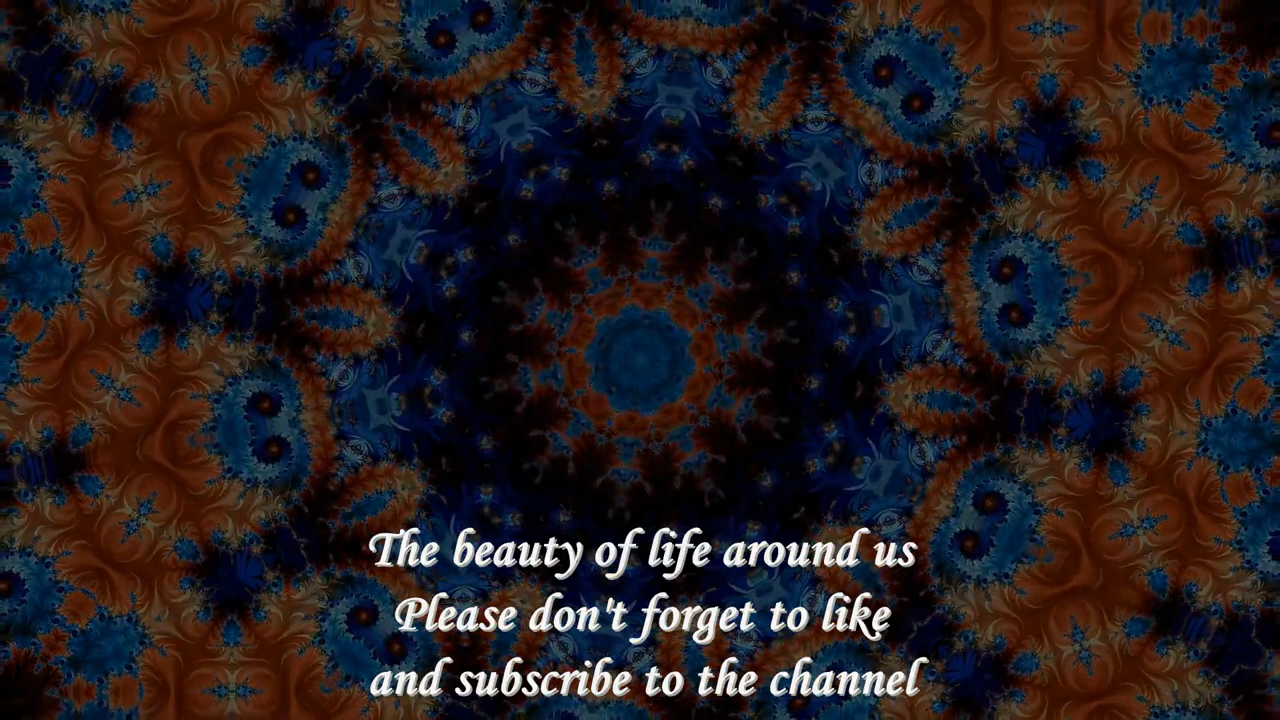 The beauty of life around us
Please don't forget to like
and subscribe to the channel